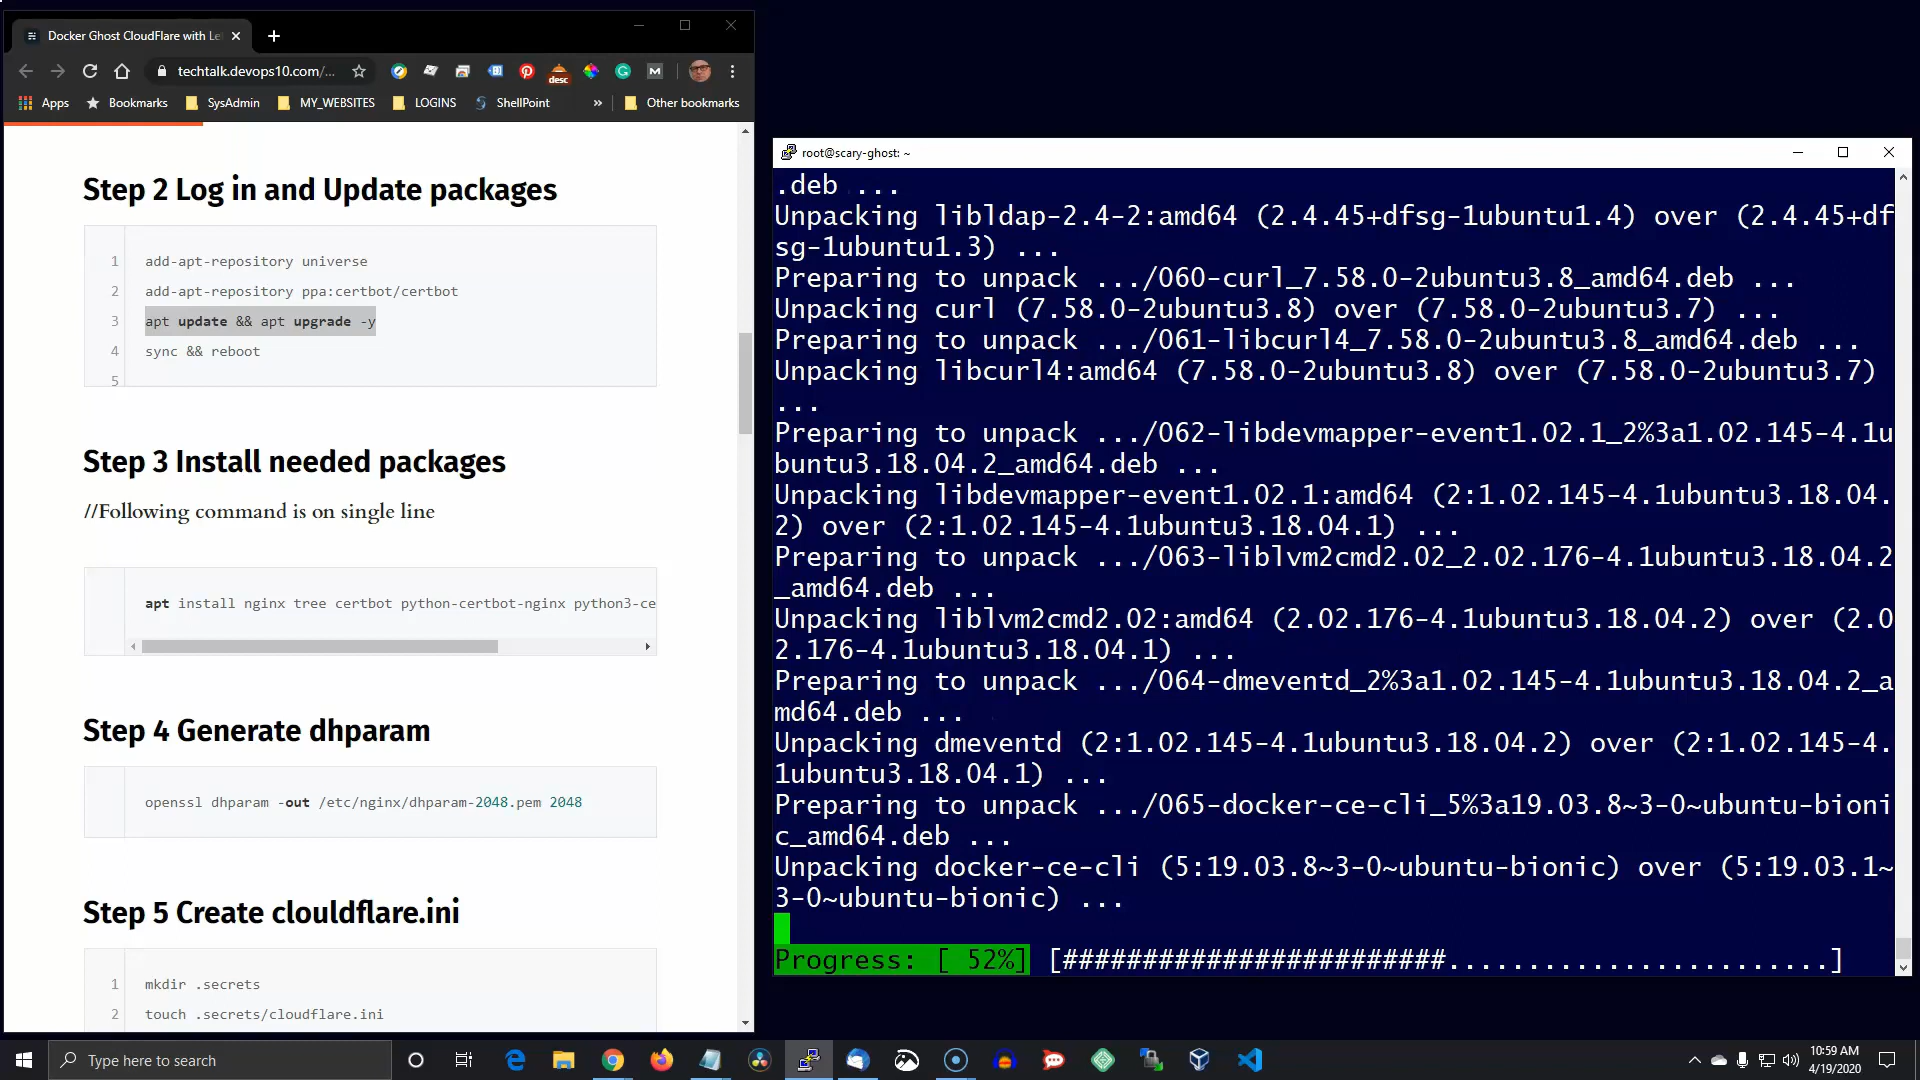 Docker Ghost CloudFlare with Le
techtalk.devops10.com/...
desc
Apps
Bookmarks
SysAdmin
MY_WEBSITES
LOGINS
ShellPoint
»
Other bookmarks
Step 2 Log in and Update packages
1 add-apt-repository universe
2 add-apt-repository ppa:certbot/certbot
3 apt update && apt upgrade -y
4 sync && reboot
5
Step 3 Install needed packages
//Following command is on single line
apt install nginx tree certbot python-certbot-nginx python3-ce
Step 4 Generate dhparam
openssl dhparam -out /etc/nginx/dhparam-2048.pem 2048
Step 5 Create clouldflare.ini
1 mkdir .secrets
2 touch .secrets/cloudflare.ini
root@scary-ghost: ~
.deb ...
Unpacking libldap-2.4-2:amd64 (2.4.45+dfsg-1ubuntu1.4) over (2.4.45+df
sg-1ubuntu1.3) ...
Preparing to unpack .../060-curl_7.58.0-2ubuntu3.8_amd64.deb ...
Unpacking curl (7.58.0-2ubuntu3.8) over (7.58.0-2ubuntu3.7) ...
Preparing to unpack .../061-libcurl4_7.58.0-2ubuntu3.8_amd64.deb ...
Unpacking libcurl4:amd64 (7.58.0-2ubuntu3.8) over (7.58.0-2ubuntu3.7)
...
Preparing to unpack .../062-libdevmapper-event1.02.1_2%3a1.02.145-4.1u
buntu3.18.04.2_amd64.deb ...
Unpacking libdevmapper-event1.02.1:amd64 (2:1.02.145-4.1ubuntu3.18.04.
2) over (2:1.02.145-4.1ubuntu3.18.04.1) ...
Preparing to unpack .../063-liblvm2cmd2.02_2.02.176-4.1ubuntu3.18.04.2
_amd64.deb ...
Unpacking liblvm2cmd2.02:amd64 (2.02.176-4.1ubuntu3.18.04.2) over (2.0
2.176-4.1ubuntu3.18.04.1) ...
Preparing to unpack .../064-dmeventd_2%3a1.02.145-4.1ubuntu3.18.04.2_a
md64.deb ...
Unpacking dmeventd (2:1.02.145-4.1ubuntu3.18.04.2) over (2:1.02.145-4.
1ubuntu3.18.04.1) ...
Preparing to unpack .../065-docker-ce-cli_5%3a19.03.8~3-0~ubuntu-bioni
c_amd64.deb ...
Unpacking docker-ce-cli (5:19.03.8~3-0~ubuntu-bionic) over (5:19.03.1~
3-0~ubuntu-bionic) ...
Progress: [ 52%] [########################........................]
Type here to search
10:59 AM
4/19/2020